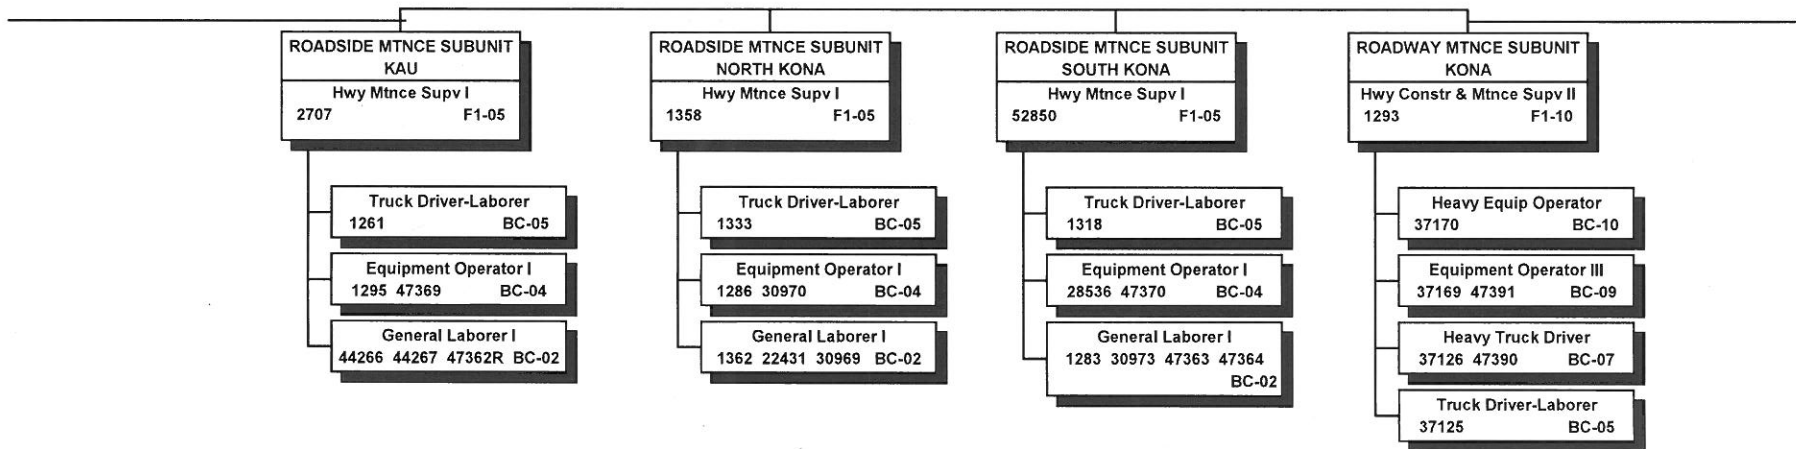 ROADSIDE MTNCE SUBUNIT
KAU
Hwy Mtnce Supv I
2707 F1-05
Truck Driver-Laborer
1261 BC-05
Equipment Operator I
1295 47369 BC-04
General Laborer I
44266 44267 47362R BC-02
ROADSIDE MTNCE SUBUNIT
NORTH KONA
Hwy Mtnce Supv I
1358 F1-05
Truck Driver-Laborer
1333 BC-05
Equipment Operator I
1286 30970 BC-04
General Laborer I
1362 22431 30969 BC-02
ROADSIDE MTNCE SUBUNIT
SOUTH KONA
Hwy Mtnce Supv I
52850 F1-05
Truck Driver-Laborer
1318 BC-05
Equipment Operator I
28536 47370 BC-04
General Laborer I
1283 30973 47363 47364
BC-02
ROADWAY MTNCE SUBUNIT
KONA
Hwy Constr & Mtnce Supv II
1293 F1-10
Heavy Equip Operator
37170 BC-10
Equipment Operator III
37169 47391 BC-09
Heavy Truck Driver
37126 47390 BC-07
Truck Driver-Laborer
37125 BC-05